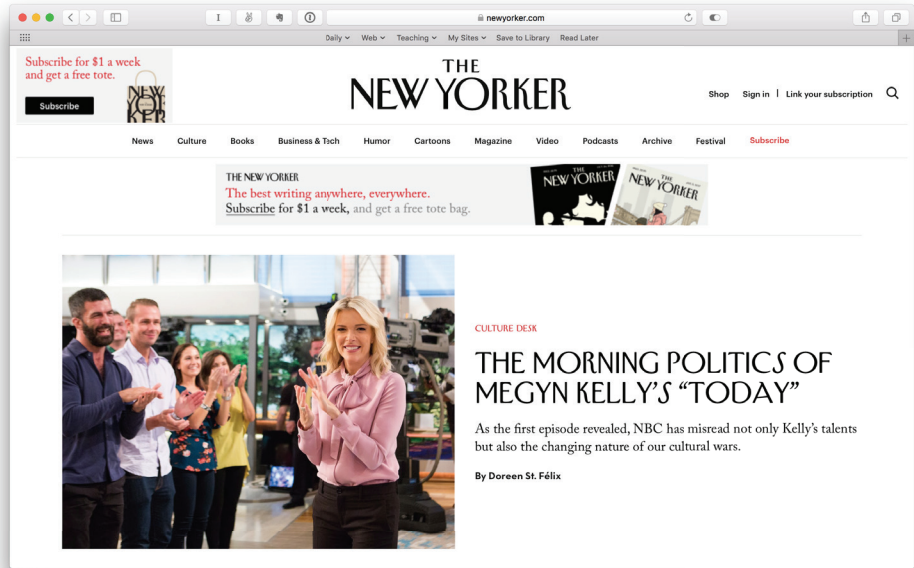 newyorker.com
Daily Web Teaching My Sites Save to Library Read Later
Subscribe for $1 a week
and get a free tote.
Subscribe
NEW
YORKER
THE
NEW YORKER
Shop Sign in | Link your subscription
News Culture Books Business & Tech Humor Cartoons Magazine Video Podcasts Archive Festival Subscribe
THE NEW YORKER
The best writing anywhere, everywhere.
Subscribe for $1 a week, and get a free tote bag.
THE
NEW YORKER
THE
NEW YORKER
CULTURE DESK
THE MORNING POLITICS OF
MEGYN KELLY'S “TODAY”
As the first episode revealed, NBC has misread not only Kelly's talents
but also the changing nature of our cultural wars.
By Doreen St. Félix